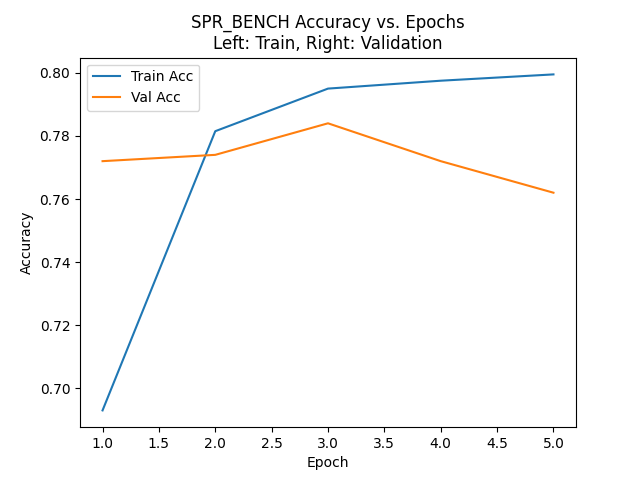 SPR_BENCH Accuracy vs. Epochs
Left: Train, Right: Validation
Train Acc
Val Acc
Accuracy
0.80
0.78
0.76
0.74
0.72
0.70
1.0 1.5 2.0 2.5 3.0 3.5 4.0 4.5 5.0
Epoch